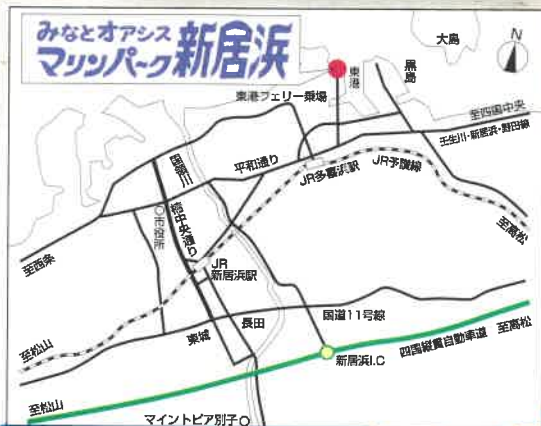 みなとオアシス
マリンパーク新居浜
大島
N
黒島
東港
東港フェリー乗場
至四国中央
壬生川・新居浜・野田線
国領川
平和通り
JR多喜浜駅
JR予讃線
至高松
市役所
昭中央通り
至西条
JR
新居浜駅
国道11号線
東城
長田
至松山
四国縦貫自動車道
至高松
新居浜I.C
至松山
マイントピア別子